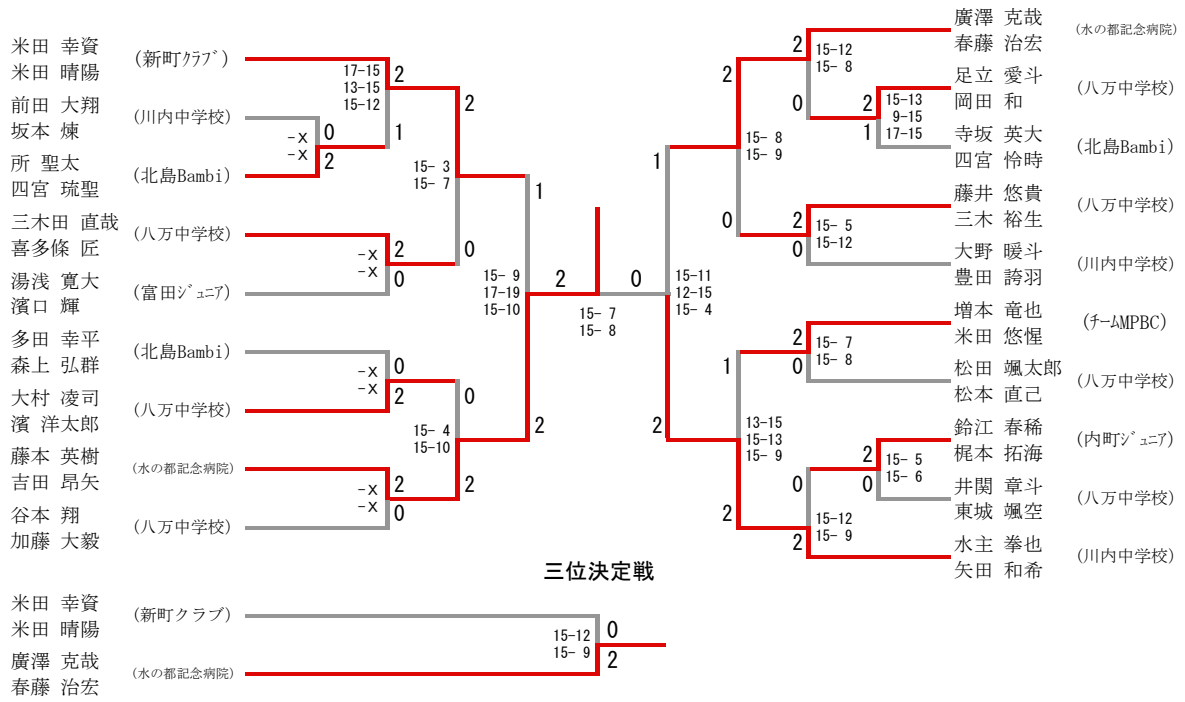 米田 幸資
米田 晴陽
(新町ｸﾗﾌﾞ)
前田 大翔
坂本 煉
(川内中学校)
所 聖太
四宮 琉聖
(北島Bambi)
三木田 直哉
喜多條 匠
(八万中学校)
湯浅 寛大
濱口 輝
(富田ｼﾞｭﾆｱ)
多田 幸平
森上 弘群
(北島Bambi)
大村 凌司
濱 洋太郎
(八万中学校)
藤本 英樹
吉田 昂矢
(水の都記念病院)
谷本 翔
加藤 大毅
(八万中学校)
17-15
13-15
15-12
2
1
-X
-X
0
2
15- 3
15- 7
2
0
-X
-X
2
0
15- 9
17-19
15-10
1
2
-X
-X
0
2
15- 4
15-10
0
2
-X
-X
2
0
2
0
15- 7
15- 8
廣澤 克哉
春藤 治宏
(水の都記念病院)
足立 愛斗
岡田 和
(八万中学校)
寺坂 英大
四宮 怜時
(北島Bambi)
藤井 悠貴
三木 裕生
(八万中学校)
大野 暖斗
豊田 誇羽
(川内中学校)
増本 竜也
米田 悠惺
(ﾁｰﾑMPBC)
松田 颯太郎
松本 直己
(八万中学校)
鈴江 春稀
梶本 拓海
(内町ｼﾞｭﾆｱ)
井関 章斗
東城 颯空
(八万中学校)
水主 拳也
矢田 和希
(川内中学校)
2
0
15-12
15- 8
2
1
15-13
9-15
17-15
2
0
15- 8
15- 9
2
0
15- 5
15-12
1
2
15-11
12-15
15- 4
2
0
15- 7
15- 8
1
2
13-15
15-13
15- 9
2
0
15- 5
15- 6
0
2
15-12
15- 9
三位決定戦
米田 幸資
米田 晴陽
(新町クラブ)
廣澤 克哉
春藤 治宏
(水の都記念病院)
15-12
15- 9
0
2